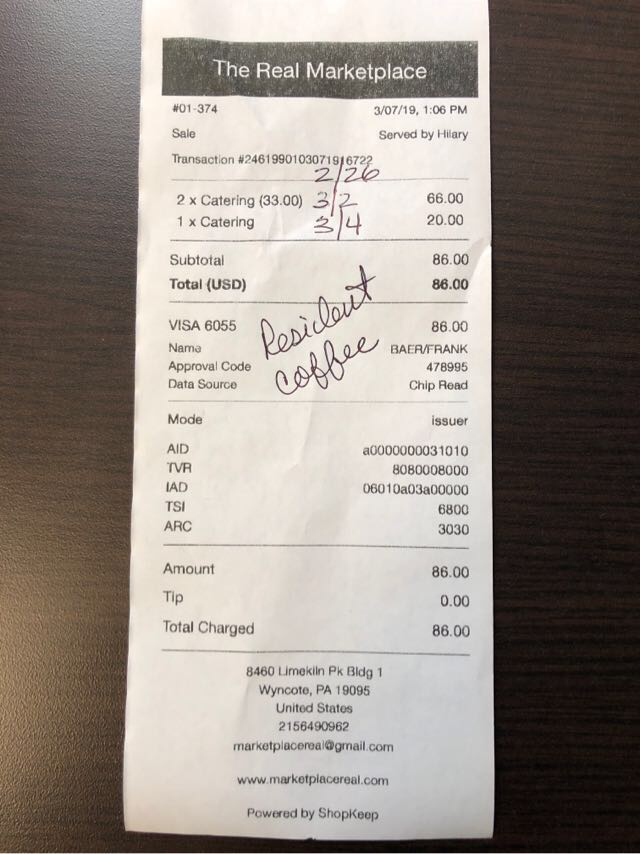 The Real Marketplace
#01-374 3/07/19, 1:06 PM
Sale Served by Hilary
Transaction #2461990103071916722
2/26
2 x Catering (33.00) 3/2 66.00
1 x Catering 3/4 20.00
Subtotal 86.00
Total (USD) 86.00
Resident
coffee
VISA 6055 86.00
Name BAER/FRANK
Approval Code 478995
Data Source Chip Read
Mode issuer
AID a0000000031010
TVR 8080008000
IAD 06010a03a00000
TSI 6800
ARC 3030
Amount 86.00
Tip 0.00
Total Charged 86.00
8460 Limekiln Pk Bldg 1
Wyncote, PA 19095
United States
2156490962
marketplacereal@gmail.com
www.marketplacereal.com
Powered by ShopKeep